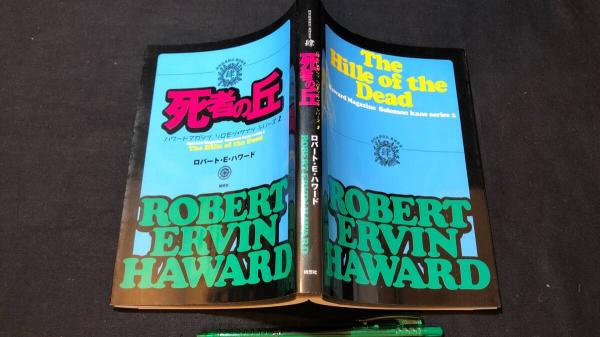 死者の丘
ハワードマガジン ソロモン・ケイン シリーズ 2
The Hille of the Dead
ロバート・E・ハワード
ROBERT
ERVIN
HAWARD
死者の丘
ロバート・E・ハワード
ROBERT ERVIN HAWARD
The
Hille of the
Dead
Howard Magazine Solomon kane series 2
ROBERT
ERVIN
HAWARD